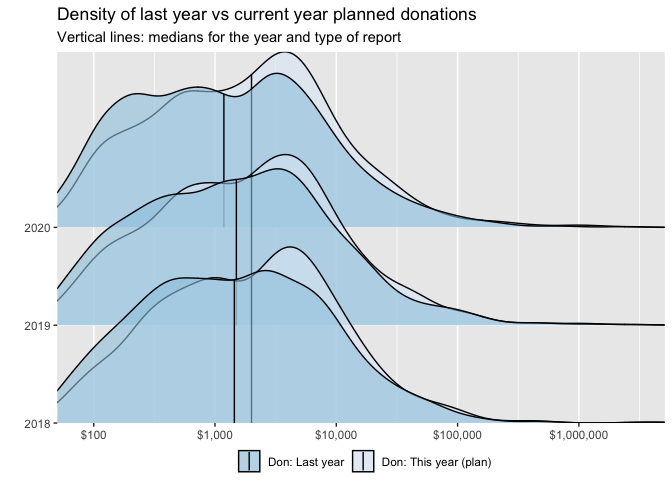 Density of last year vs current year planned donations
Vertical lines: medians for the year and type of report
2020
2019
2018
$100 $1,000 $10,000 $100,000 $1,000,000
Don: Last year Don: This year (plan)